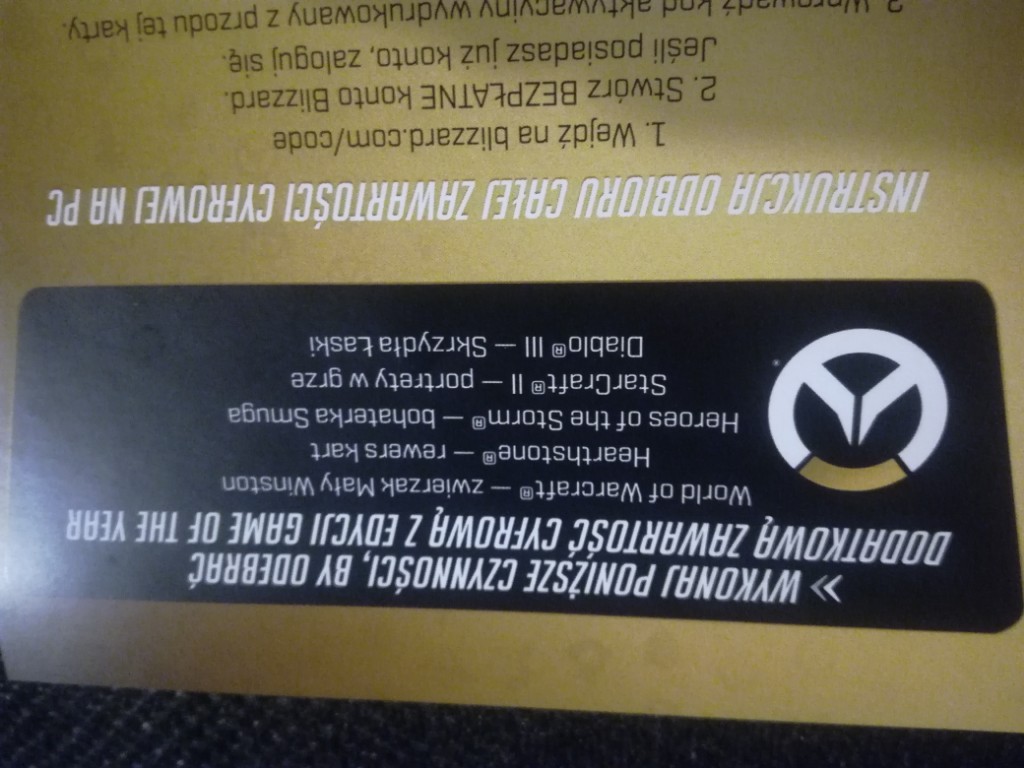 >> WYKONAJ PONIŻSZE CZYNNOŚCI, BY ODEBRAĆ
DODATKOWĄ ZAWARTOŚĆ CYFROWĄ Z EDYCJI GAME OF THE YEAR
World of Warcraft® — zwierzak Mały Winston
Hearthstone® — rewers kart
Heroes of the Storm® — bohaterka Smuga
StarCraft® II — portrety w grze
Diablo® III — Skrzydła Łaski
INSTRUKCJA ODBIORU CAŁEJ ZAWARTOŚCI CYFROWEJ NA PC
1. Wejdź na blizzard.com/code
2. Stwórz BEZPŁATNE konto Blizzard.
Jeśli posiadasz już konto, zaloguj się.
Wprowadź kod aktywacyjny wydrukowany z przodu tej karty.